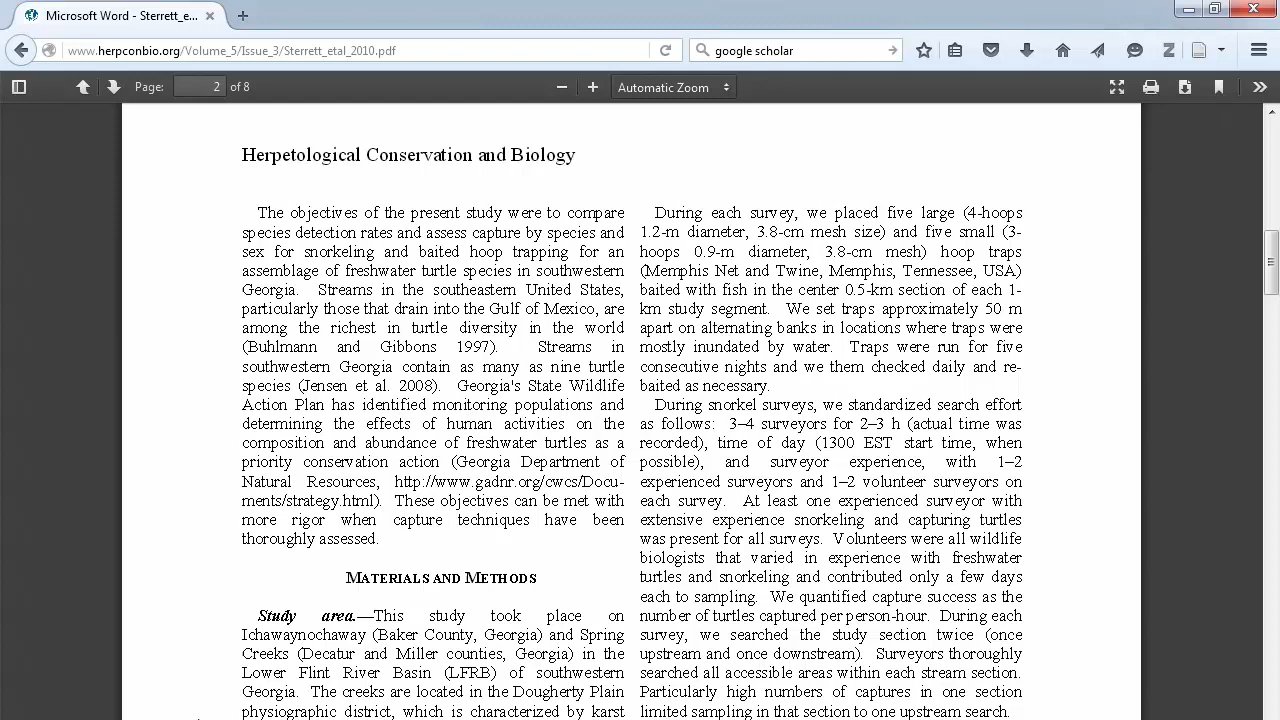 Microsoft Word - Sterrett_e...
www.herpconbio.org/Volume_5/Issue_3/Sterrett_etal_2010.pdf
google scholar
Page: 2 of 8
Automatic Zoom
Herpetological Conservation and Biology
The objectives of the present study were to compare
species detection rates and assess capture by species and
sex for snorkeling and baited hoop trapping for an
assemblage of freshwater turtle species in southwestern
Georgia. Streams in the southeastern United States,
particularly those that drain into the Gulf of Mexico, are
among the richest in turtle diversity in the world
(Buhlmann and Gibbons 1997). Streams in
southwestern Georgia contain as many as nine turtle
species (Jensen et al. 2008). Georgia's State Wildlife
Action Plan has identified monitoring populations and
determining the effects of human activities on the
composition and abundance of freshwater turtles as a
priority conservation action (Georgia Department of
Natural Resources, http://www.gadnr.org/cwcs/Docu-
ments/strategy.html). These objectives can be met with
more rigor when capture techniques have been
thoroughly assessed.
MATERIALS AND METHODS
Study area.—This study took place on
Ichawaynochaway (Baker County, Georgia) and Spring
Creeks (Decatur and Miller counties, Georgia) in the
Lower Flint River Basin (LFRB) of southwestern
Georgia. The creeks are located in the Dougherty Plain
physiographic district, which is characterized by karst
During each survey, we placed five large (4-hoops
1.2-m diameter, 3.8-cm mesh size) and five small (3-
hoops 0.9-m diameter, 3.8-cm mesh) hoop traps
(Memphis Net and Twine, Memphis, Tennessee, USA)
baited with fish in the center 0.5-km section of each 1-
km study segment. We set traps approximately 50 m
apart on alternating banks in locations where traps were
mostly inundated by water. Traps were run for five
consecutive nights and we them checked daily and re-
baited as necessary.
During snorkel surveys, we standardized search effort
as follows: 3–4 surveyors for 2–3 h (actual time was
recorded), time of day (1300 EST start time, when
possible), and surveyor experience, with 1–2
experienced surveyors and 1–2 volunteer surveyors on
each survey. At least one experienced surveyor with
extensive experience snorkeling and capturing turtles
was present for all surveys. Volunteers were all wildlife
biologists that varied in experience with freshwater
turtles and snorkeling and contributed only a few days
each to sampling. We quantified capture success as the
number of turtles captured per person-hour. During each
survey, we searched the study section twice (once
upstream and once downstream). Surveyors thoroughly
searched all accessible areas within each stream section.
Particularly high numbers of captures in one section
limited sampling in that section to one upstream search.